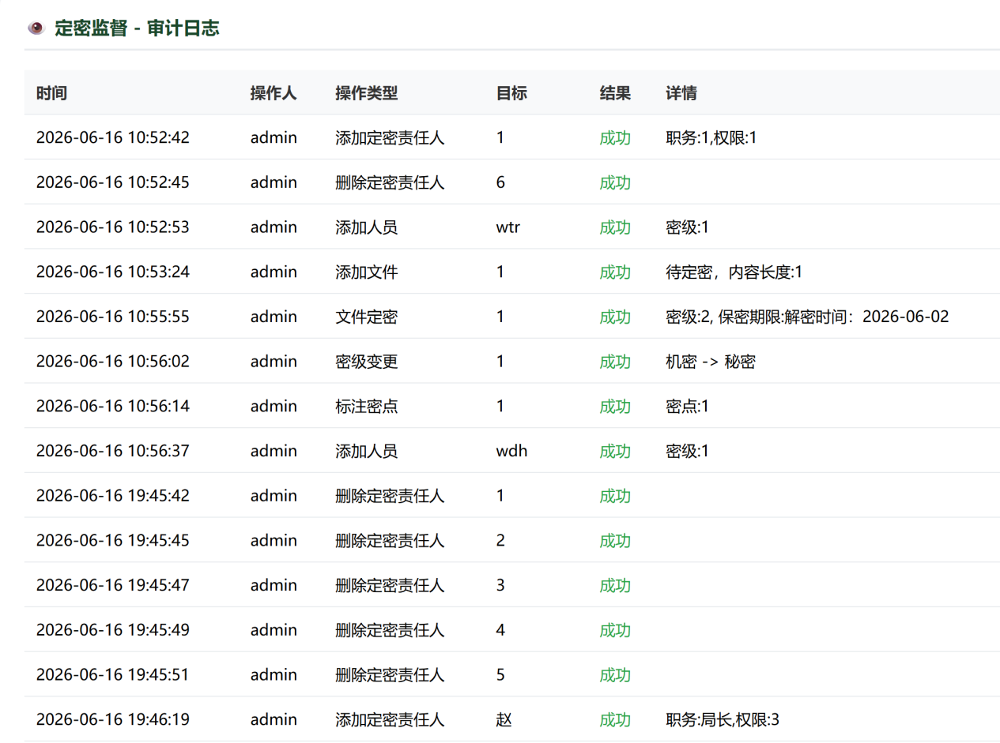 定密监督 - 审计日志
时间 操作人 操作类型 目标 结果 详情
2026-06-16 10:52:42 admin 添加定密责任人 1 成功 职务:1,权限:1
2026-06-16 10:52:45 admin 删除定密责任人 6 成功
2026-06-16 10:52:53 admin 添加人员 wtr 成功 密级:1
2026-06-16 10:53:24 admin 添加文件 1 成功 待定密，内容长度:1
2026-06-16 10:55:55 admin 文件定密 1 成功 密级:2, 保密期限:解密时间：2026-06-02
2026-06-16 10:56:02 admin 密级变更 1 成功 机密 -> 秘密
2026-06-16 10:56:14 admin 标注密点 1 成功 密点:1
2026-06-16 10:56:37 admin 添加人员 wdh 成功 密级:1
2026-06-16 19:45:42 admin 删除定密责任人 1 成功
2026-06-16 19:45:45 admin 删除定密责任人 2 成功
2026-06-16 19:45:47 admin 删除定密责任人 3 成功
2026-06-16 19:45:49 admin 删除定密责任人 4 成功
2026-06-16 19:45:51 admin 删除定密责任人 5 成功
2026-06-16 19:46:19 admin 添加定密责任人 赵 成功 职务:局长,权限:3